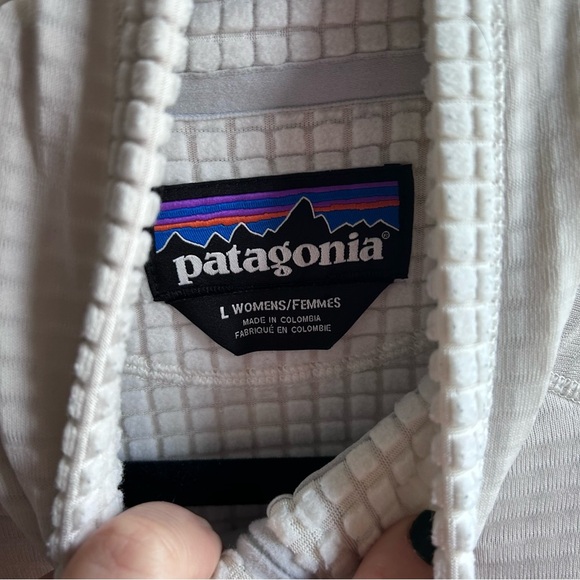 patagonia®
L WOMENS/FEMMES
MADE IN COLOMBIA
FABRIQUÉ EN COLOMBIE